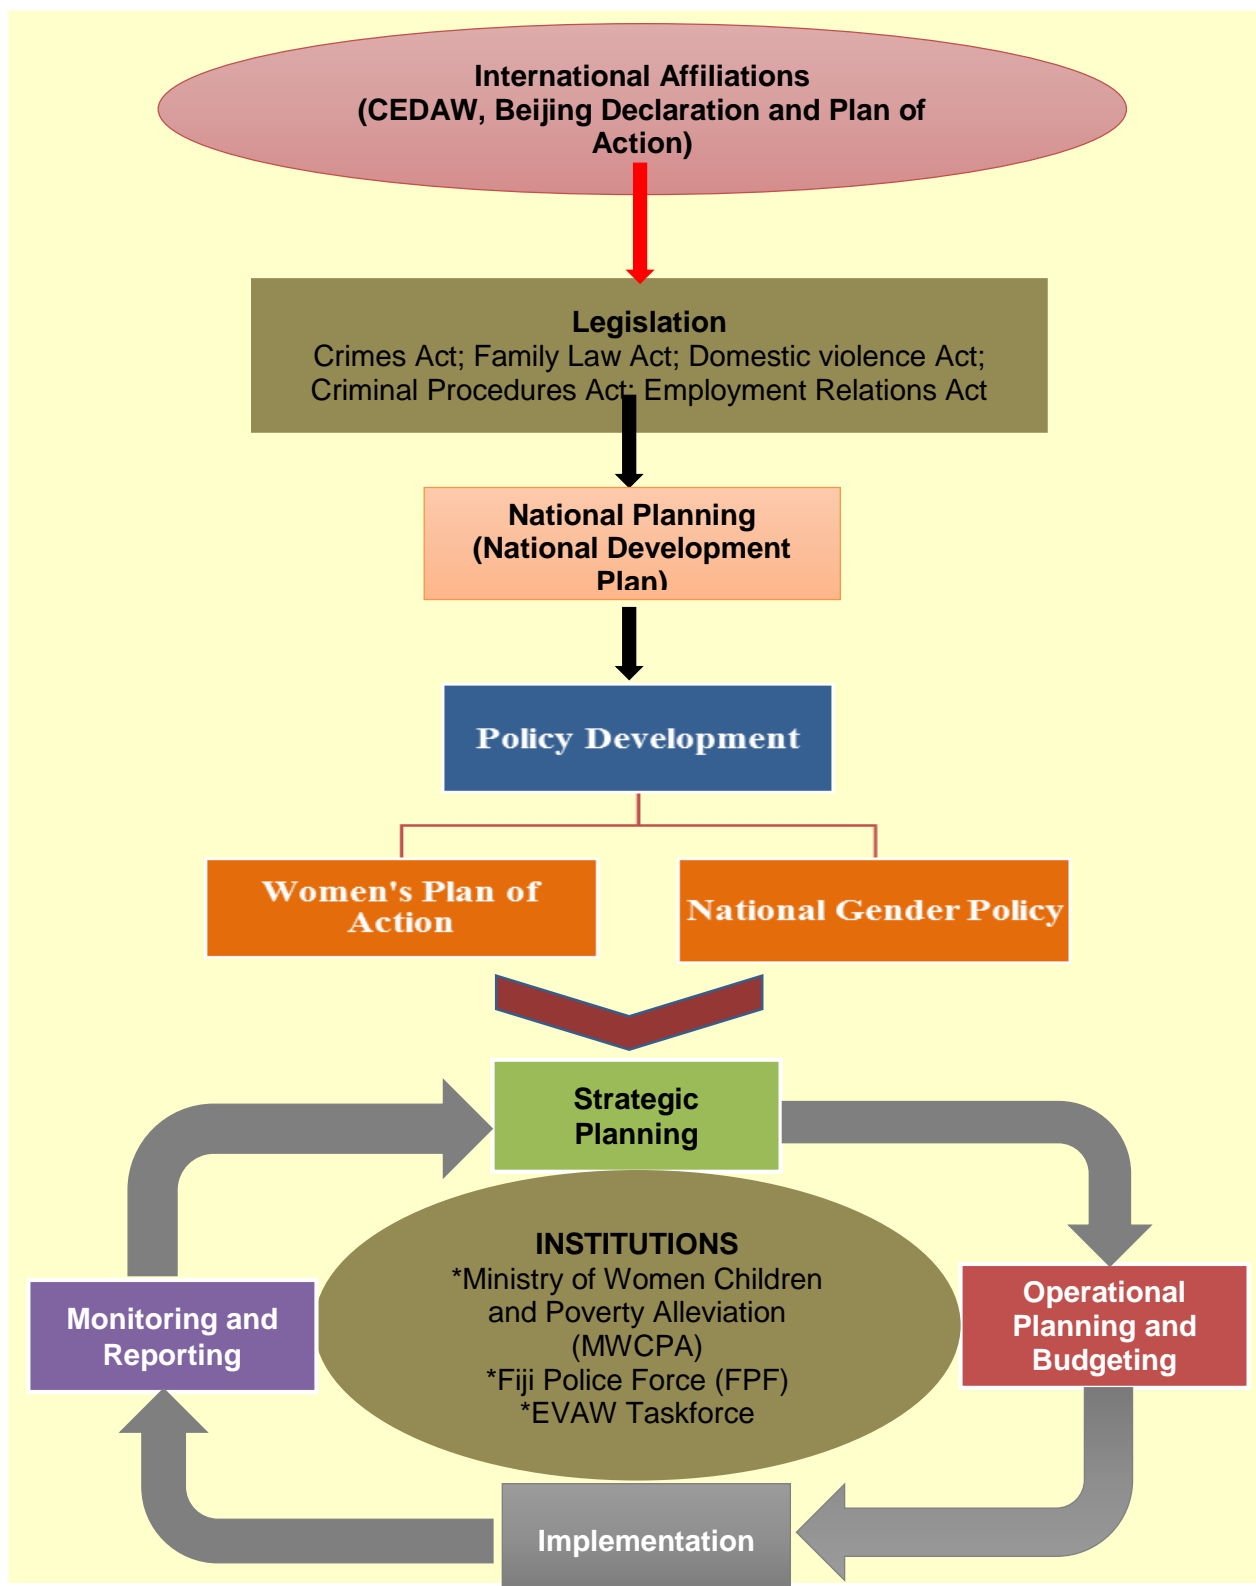 International Affiliations
(CEDAW, Beijing Declaration and Plan of
Action)
Legislation
Crimes Act; Family Law Act; Domestic violence Act;
Criminal Procedures Act; Employment Relations Act
National Planning
(National Development
Plan)
Policy Development
Women's Plan of
Action
National Gender Policy
Strategic
Planning
INSTITUTIONS
*Ministry of Women Children
and Poverty Alleviation
(MWCPA)
*Fiji Police Force (FPF)
*EVAW Taskforce
Operational
Planning and
Budgeting
Implementation
Monitoring and
Reporting